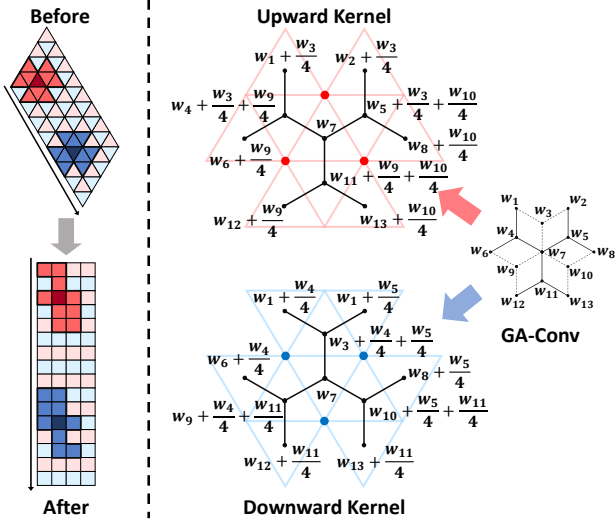 Before
After
Upward Kernel
w₁ + w₃/4
w₂ + w₃/4
w₄ + w₃/4 + w₉/4
w₅ + w₃/4 + w₁₀/4
w₇
w₆ + w₉/4
w₈ + w₁₀/4
w₁₁ + w₉/4 + w₁₀/4
w₁₂ + w₉/4
w₁₃ + w₁₀/4
w₁
w₂
w₃
w₄
w₅
w₆
w₇
w₈
w₉
w₁₀
w₁₁
w₁₂
w₁₃
GA-Conv
w₁ + w₄/4
w₁ + w₅/4
w₃ + w₄/4 + w₅/4
w₆ + w₄/4
w₈ + w₅/4
w₇
w₉ + w₄/4 + w₁₁/4
w₁₀ + w₅/4 + w₁₁/4
w₁₂ + w₁₁/4
w₁₃ + w₁₁/4
Downward Kernel